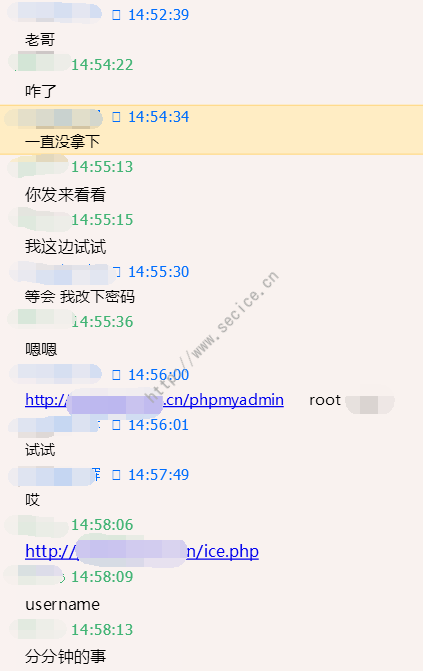 14:52:39
老哥
14:54:22
咋了
14:54:34
一直没拿下
14:55:13
你发来看看
14:55:15
我这边试试
14:55:30
等会 我改下密码
14:55:36
嗯嗯
14:56:00
http:/ .cn/phpmyadmin root
14:56:01
试试
14:57:49
哎
14:58:06
http:/ n/ice.php
14:58:09
username
14:58:13
分分钟的事
http://www.secice.cn